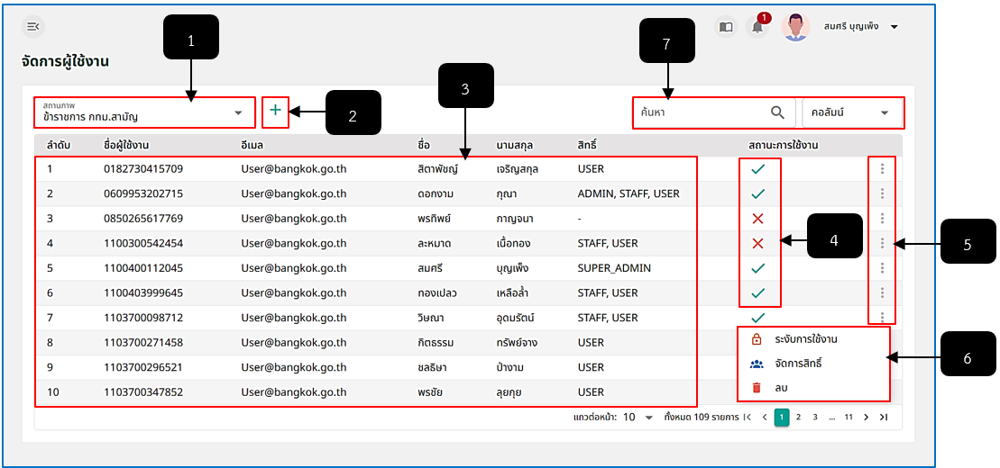 1
7
1
สมศรี บุญเพ็ง
จัดการผู้ใช้งาน
3
2
สถานภาพ
ข้าราชการ กทม.สามัญ
+
ค้นหา
คอลัมน์
ลำดับ ชื่อผู้ใช้งาน อีเมล ชื่อ นามสกุล สิทธิ์ สถานะการใช้งาน
1 0182730415709 User@bangkok.go.th สิตาพัชญ์ เจริญสกุล USER
2 0609953202715 User@bangkok.go.th ดอกงาม กุณา ADMIN, STAFF, USER
3 0850265617769 User@bangkok.go.th พรทิพย์ กาญจนา -
4 1100300542454 User@bangkok.go.th ละหมาด เนื้อทอง STAFF, USER
4
5
5 1100400112045 User@bangkok.go.th สมศรี บุญเพ็ง SUPER_ADMIN
6 1100403999645 User@bangkok.go.th ทองเปลว เหลือล้ำ STAFF, USER
7 1103700098712 User@bangkok.go.th วิษณา อุดมรัตน์ STAFF, USER
8 1103700271458 User@bangkok.go.th กิตธรรม ทรัพย์จาง USER
ระงับการใช้งาน
9 1103700296521 User@bangkok.go.th ชลธิษา ป่างาม USER
จัดการสิทธิ์
6
10 1103700347852 User@bangkok.go.th พรชัย ลุยกุย USER
ลบ
แถวต่อหน้า: 10 ทั้งหมด 109 รายการ 1 2 3 ... 11